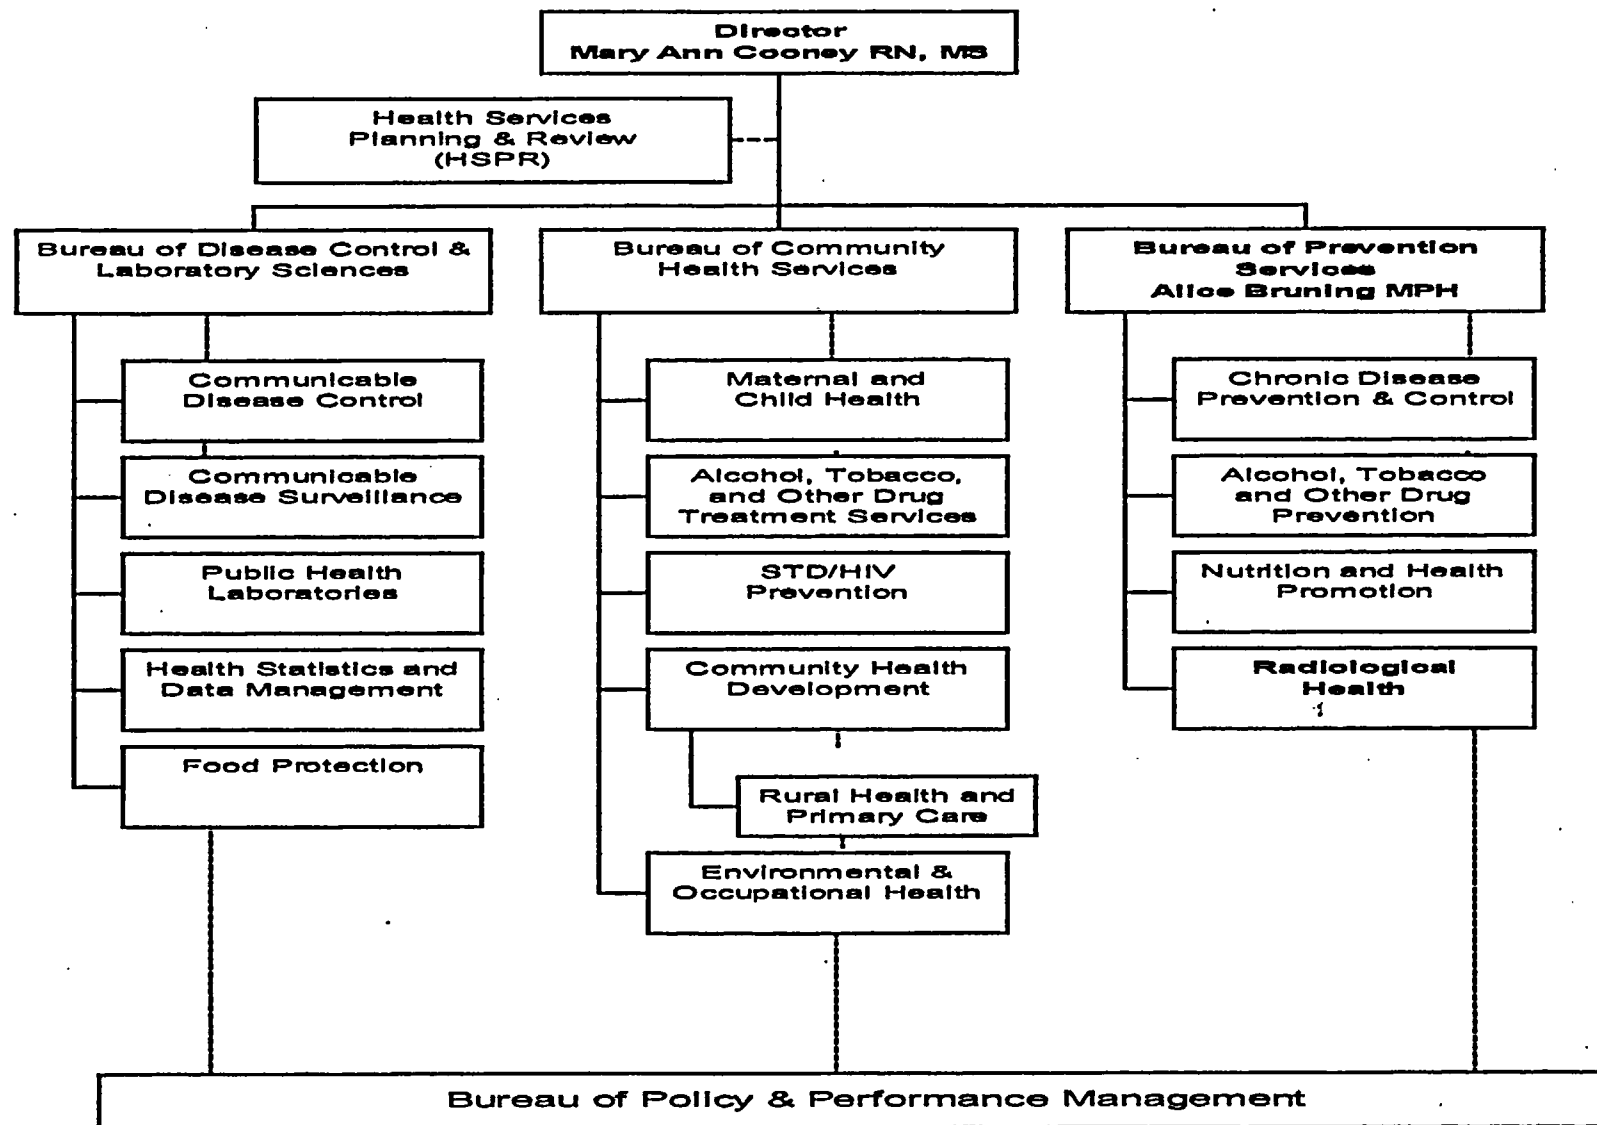 Director
Mary Ann Cooney RN, MS
Health Services
Planning & Review
(HSPR)
Bureau of Disease Control &
Laboratory Sciences
Bureau of Community
Health Services
Bureau of Prevention
Services
Alice Bruning MPH
Communicable
Disease Control
Communicable
Disease Surveillance
Public Health
Laboratories
Health Statistics and
Data Management
Food Protection
Maternal and
Child Health
Alcohol, Tobacco,
and Other Drug
Treatment Services
STD/HIV
Prevention
Community Health
Development
Rural Health and
Primary Care
Environmental &
Occupational Health
Chronic Disease
Prevention & Control
Alcohol, Tobacco
and Other Drug
Prevention
Nutrition and Health
Promotion
Radiological
Health
Bureau of Policy & Performance Management